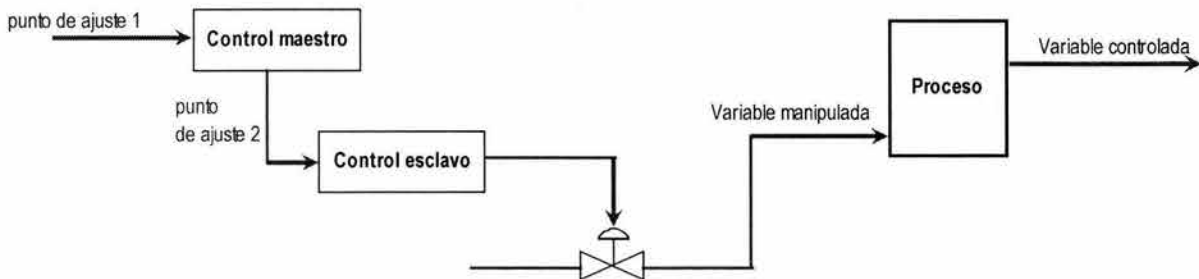 punto de ajuste 1
Control maestro
punto
de ajuste 2
Control esclavo
Variable manipulada
Proceso
Variable controlada